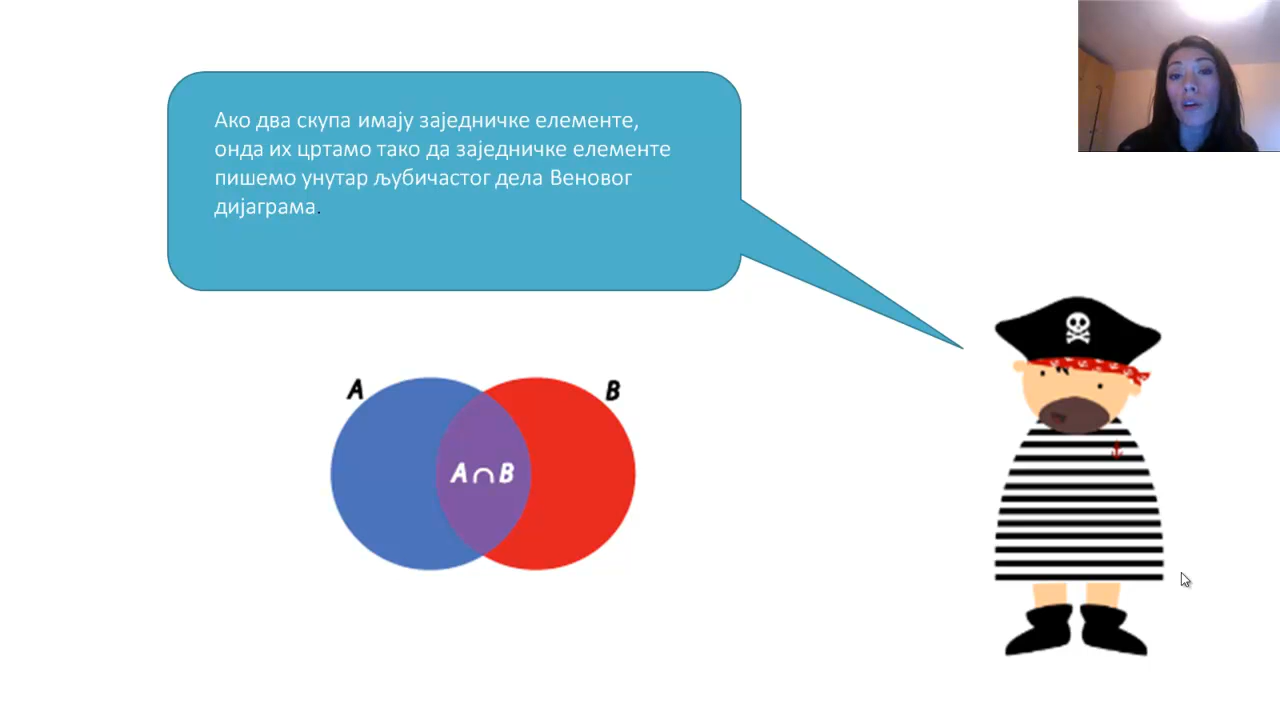 Ако два скупа имају заједничке елементе,
онда их цртамо тако да заједничке елементе
пишемо унутар љубичастог дела Веновог
дијаграма.
A
B
A∩B